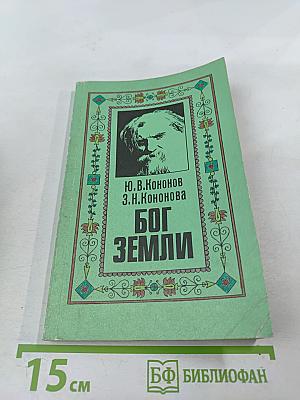 Ю.В.Кононов
З.Н.Кононова
БОГ
ЗЕМЛИ
15 см
БФ БИБЛИОФАН